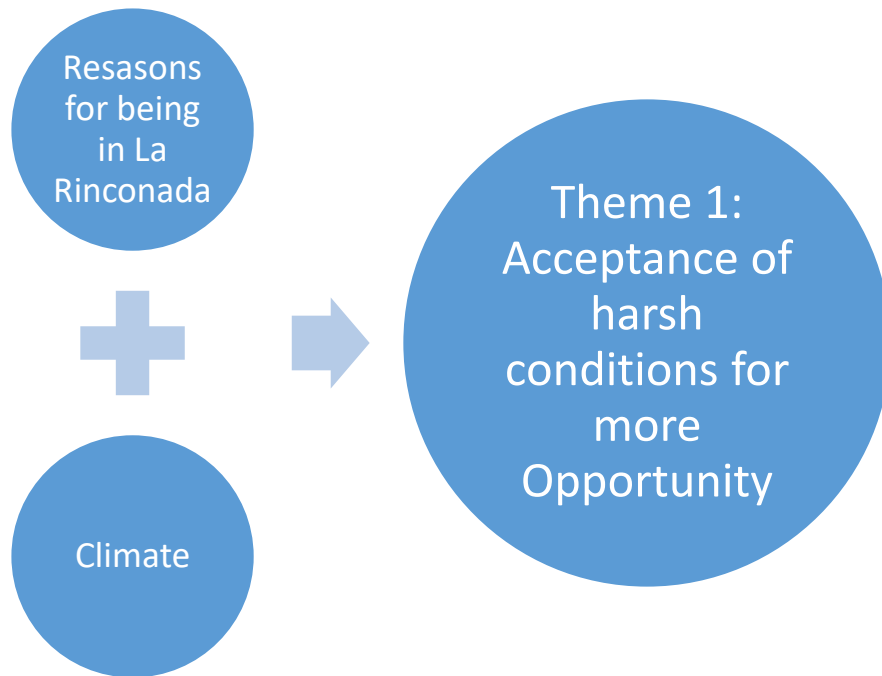 Resasons
for being
in La
Rinconada
Climate
Theme 1:
Acceptance of
harsh
conditions for
more
Opportunity